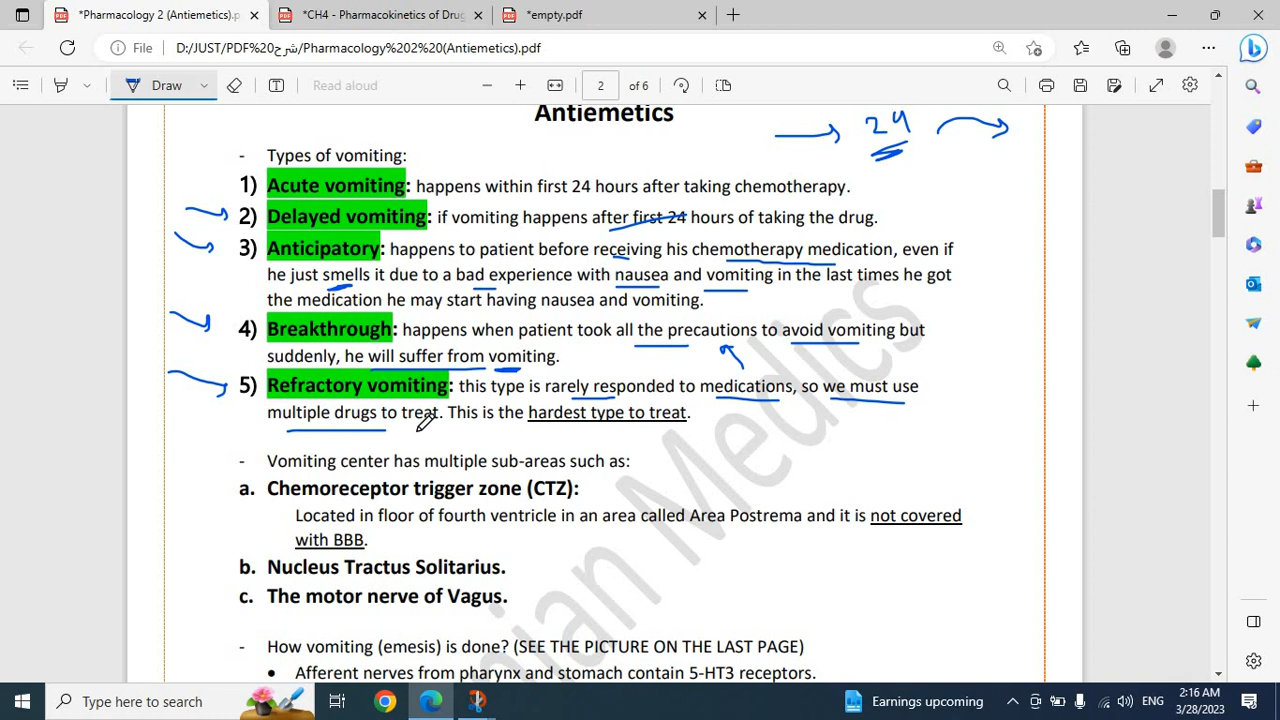 *Pharmacology 2 (Antiemetics).pdf
*CH4 - Pharmacokinetics of Drug
*empty.pdf
File
D:/JUST/PDF%20شرح/Pharmacology%202%20(Antiemetics).pdf
Draw
Read aloud
2
of 6
Antiemetics
24
- Types of vomiting:
1) Acute vomiting: happens within first 24 hours after taking chemotherapy.
2) Delayed vomiting: if vomiting happens after first 24 hours of taking the drug.
3) Anticipatory: happens to patient before receiving his chemotherapy medication, even if
he just smells it due to a bad experience with nausea and vomiting in the last times he got
the medication he may start having nausea and vomiting.
4) Breakthrough: happens when patient took all the precautions to avoid vomiting but
suddenly, he will suffer from vomiting.
5) Refractory vomiting: this type is rarely responded to medications, so we must use
multiple drugs to treat. This is the hardest type to treat.
- Vomiting center has multiple sub-areas such as:
a. Chemoreceptor trigger zone (CTZ):
Located in floor of fourth ventricle in an area called Area Postrema and it is not covered
with BBB.
b. Nucleus Tractus Solitarius.
c. The motor nerve of Vagus.
- How vomiting (emesis) is done? (SEE THE PICTURE ON THE LAST PAGE)
• Afferent nerves from pharynx and stomach contain 5-HT3 receptors.
Medics
Type here to search
Earnings upcoming
ENG
2:16 AM
3/28/2023